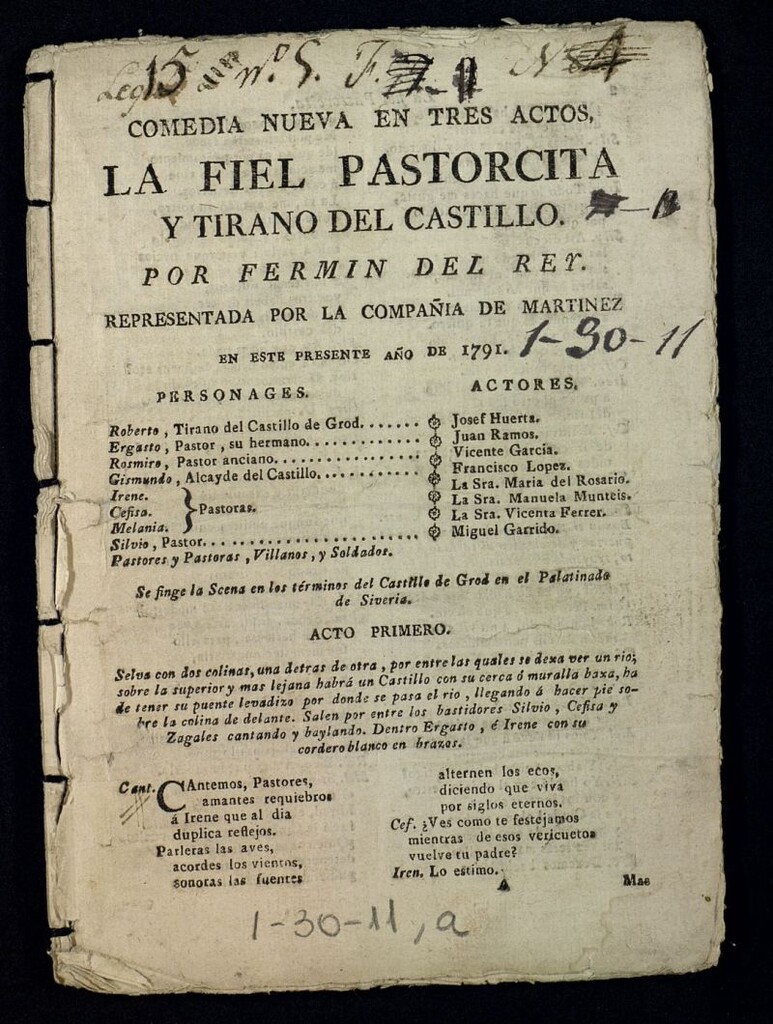 Leg 15 nº. 5. F.
COMEDIA NUEVA EN TRES ACTOS,
LA FIEL PASTORCITA
Y TIRANO DEL CASTILLO.
POR FERMIN DEL REY.
REPRESENTADA POR LA COMPAÑIA DE MARTINEZ
EN ESTE PRESENTE AÑO DE 1791. 1-30-11
PERSONAGES. ACTORES.
Roberto, Tirano del Castillo de Grod....... Josef Huerta.
Ergasto, Pastor, su hermano............ Juan Ramos.
Rosmiro, Pastor anciano................ Vicente Garcia.
Gismundo, Alcayde del Castillo........... Francisco Lopez.
Irene. La Sra. Maria del Rosario.
Cefisa. } Pastoras. La Sra. Manuela Munteis.
Melania. La Sra. Vicenta Ferrer.
Silvio, Pastor....................... Miguel Garrido.
Pastores y Pastoras, Villanos, y Soldados.
Se finge la Scena en los términos del Castillo de Grod en el Palatinado
de Siveria.
ACTO PRIMERO.
Selva con dos colinas, una detras de otra, por entre las quales se dexa ver un rio;
sobre la superior y mas lejana habrá un Castillo con su cerca ó muralla baxa, ha
de tener su puente levadizo por donde se pasa el rio, llegando á hacer pie so-
bre la colina de delante. Salen por entre los bastidores Silvio, Cefisa y
Zagales cantando y baylando. Dentro Ergasto, é Irene con su
cordero blanco en brazos.
Cant. CAntemos, Pastores,
amantes requiebros
á Irene que al dia
duplica reflejos.
Parleras las aves,
acordes los vientos,
sonoras las fuentes
alternen los ecos,
diciendo que viva
por siglos eternos.
Cef. ¿Ves como te festejamos
mientras de esos vericuetos
vuelve tu padre?
Iren. Lo estimo.
Mas
1-30-11, a